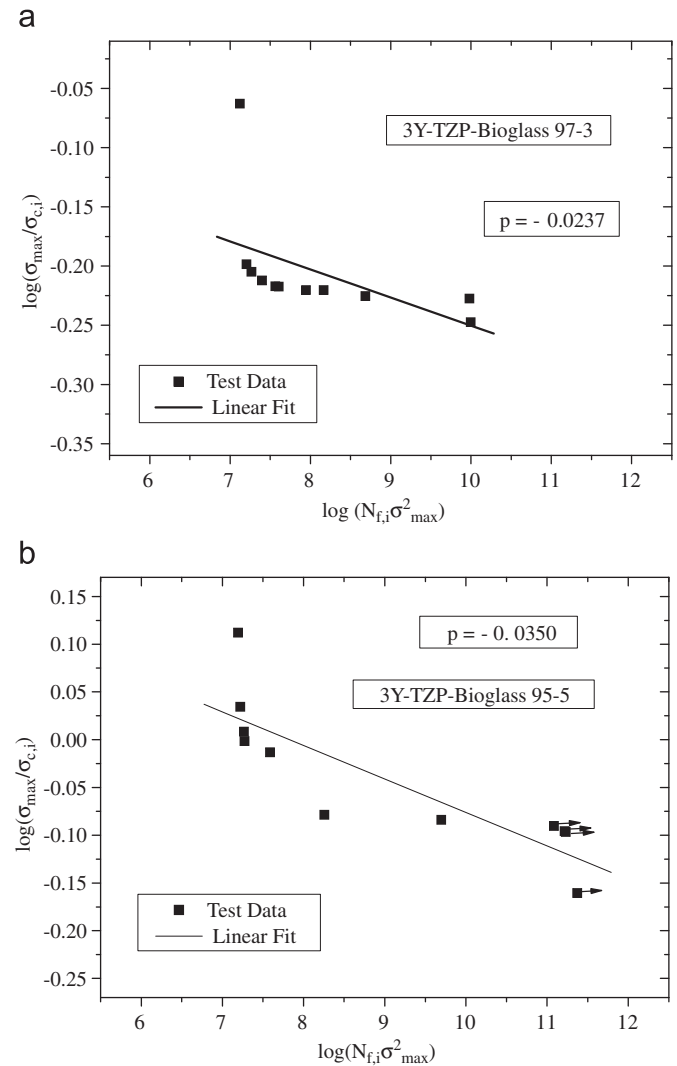 a
-0.05
3Y-TZP-Bioglass 97-3
-0.10
-0.15
p = - 0.0237
-0.20
-0.25
-0.30
Test Data
Linear Fit
-0.35
log(σmax/σc,i)
6 7 8 9 10 11 12
log (Nf,iσ²max)
b
0.15
p = - 0. 0350
0.10
3Y-TZP-Bioglass 95-5
0.05
0.00
-0.05
-0.10
-0.15
Test Data
-0.20
Linear Fit
-0.25
log(σmax/σc,i)
6 7 8 9 10 11 12
log(Nf,iσ²max)